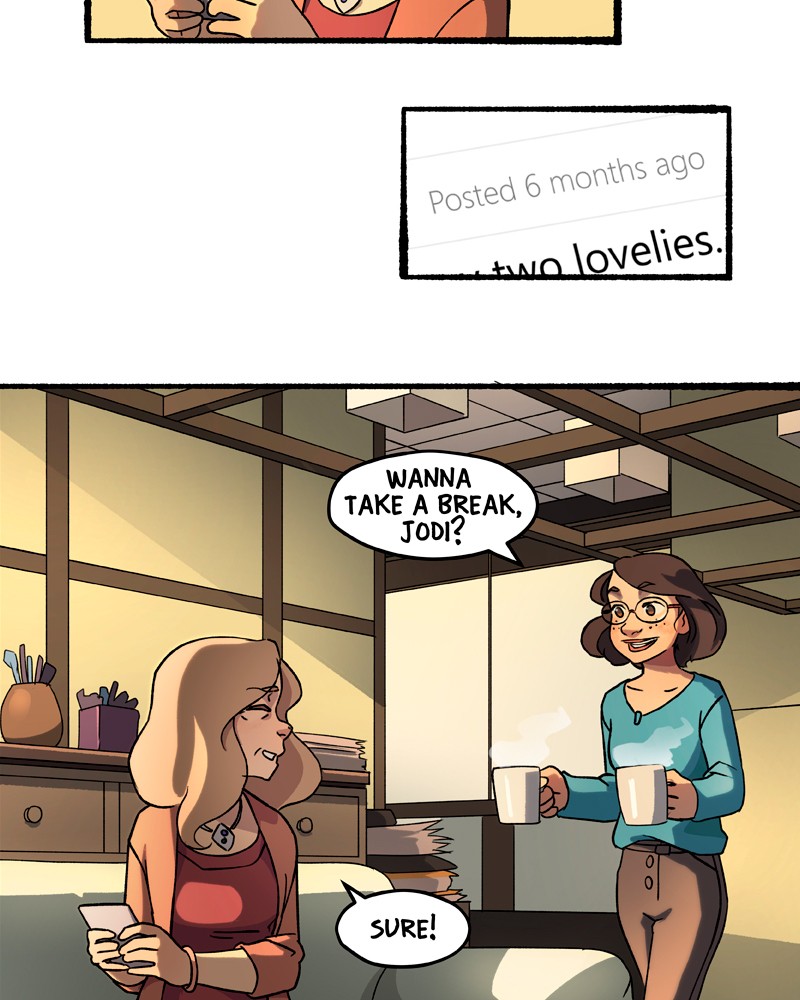 Posted 6 months ago
two lovelies.
WANNA
TAKE A BREAK,
JODI?
SURE!